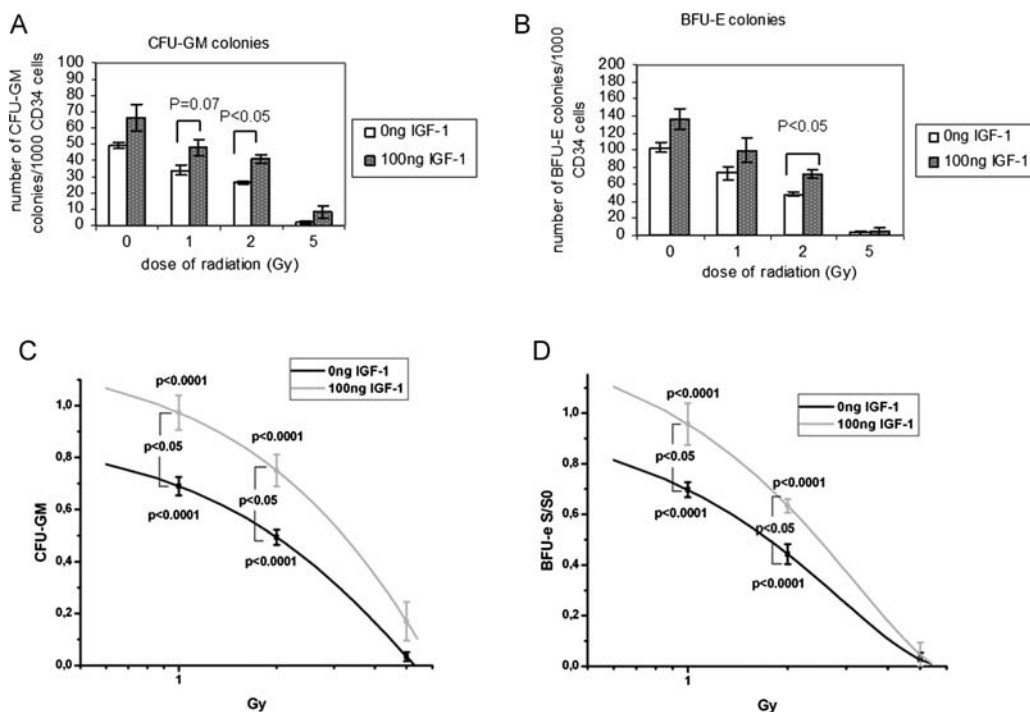 A
CFU-GM colonies
number of CFU-GM
colonies/1000 CD34 cells
100
90
80
70
60
50
40
30
20
10
0
P=0.07
P<0.05
0 1 2 5
dose of radiation (Gy)
0ng IGF-1
100ng IGF-1
B
BFU-E colonies
number of BFU-E colonies/1000
CD34 cells
200
180
160
140
120
100
80
60
40
20
0
P<0.05
0 1 2 5
dose of radiation (Gy)
0ng IGF-1
100ng IGF-1
C
0ng IGF-1
100ng IGF-1
CFU-GM
1,0
0,8
0,6
0,4
0,2
0,0
p<0.0001
p<0.05
p<0.0001
p<0.0001
p<0.05
p<0.0001
1
Gy
D
0ng IGF-1
100ng IGF-1
BFU-e S/S0
1,0
0,8
0,6
0,4
0,2
0,0
p<0.0001
p<0.05
p<0.0001
p<0.0001
p<0.05
p<0.0001
1
Gy